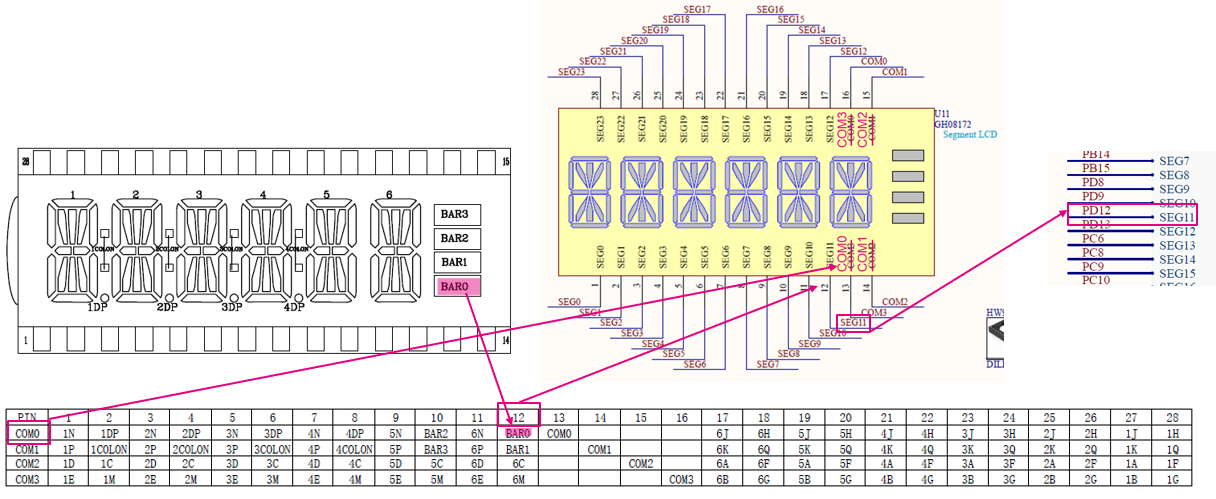 SEG17
SEG16
SEG18
SEG15
SEG19
SEG14
SEG20
SEG13
SEG21
SEG12
SEG22
COM0
SEG23
COM1
28 27 26 25 24 23 22 21 20 19 18 17 16 15
SEG23 SEG22 SEG21 SEG20 SEG19 SEG18 SEG17 SEG16 SEG15 SEG14 SEG13 SEG12 COM3 COM2
U11
GH08172
Segment LCD
SEG0 SEG1 SEG2 SEG3 SEG4 SEG5 SEG6 SEG7 SEG8 SEG9 SEG10 SEG11 COM0 COM1
1 2 3 4 5 6 7 8 9 10 11 12 13 14
SEG0
COM2
SEG1
COM3
SEG2
SEG11
SEG3
SEG10
SEG4
SEG9
SEG5
SEG8
SEG6
SEG7
28
15
1 2 3 4 5 6
BAR3
BAR2
1COLON 2COLON 3COLON 4COLON
BAR1
BAR0
1DP 2DP 3DP 4DP
1
14
PB14
SEG7
PB15
SEG8
PD8
SEG9
PD9
SEG10
PD12
SEG11
PD13
SEG12
PC6
SEG13
PC8
SEG14
PC9
SEG15
PC10
SEG16
PIN 1 2 3 4 5 6 7 8 9 10 11 12 13 14 15 16 17 18 19 20 21 22 23 24 25 26 27 28
COM0 1N 1DP 2N 2DP 3N 3DP 4N 4DP 5N BAR2 6N BAR0 COM0 6J 6H 5J 5H 4J 4H 3J 3H 2J 2H 1J 1H
COM1 1P 1COLON 2P 2COLON 3P 3COLON 4P 4COLON 5P BAR3 6P BAR1 COM1 6K 6Q 5K 5Q 4K 4Q 3K 3Q 2K 2Q 1K 1Q
COM2 1D 1C 2D 2C 3D 3C 4D 4C 5D 5C 6D 6C COM2 6A 6F 5A 5F 4A 4F 3A 3F 2A 2F 1A 1F
COM3 1E 1M 2E 2M 3E 3M 4E 4M 5E 5M 6E 6M COM3 6B 6G 5B 5G 4B 4G 3B 3G 2B 2G 1B 1G